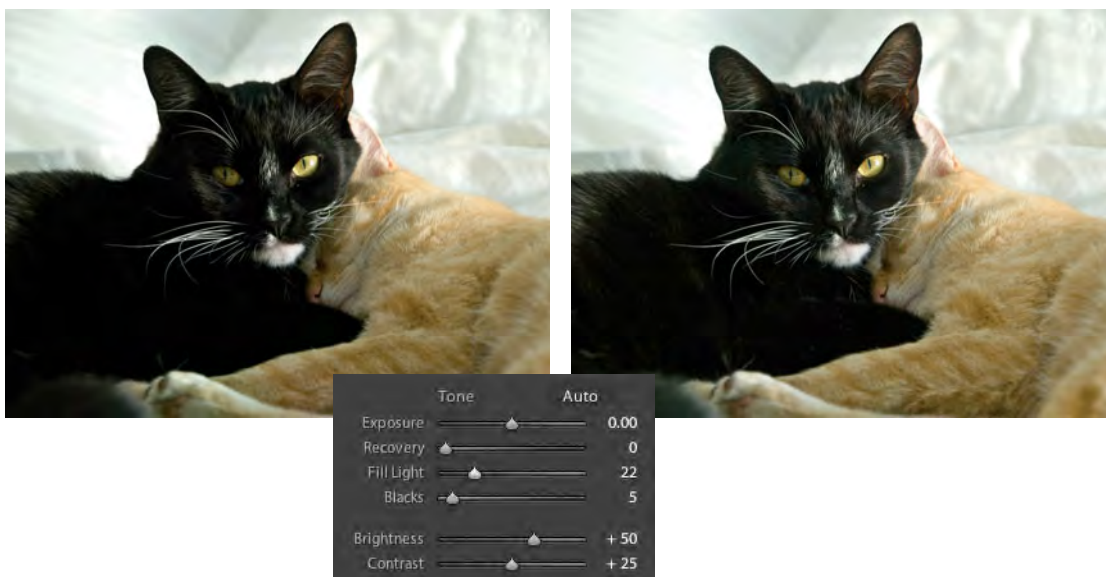 Tone Auto
Exposure 0.00
Recovery 0
Fill Light 22
Blacks 5
Brightness + 50
Contrast + 25